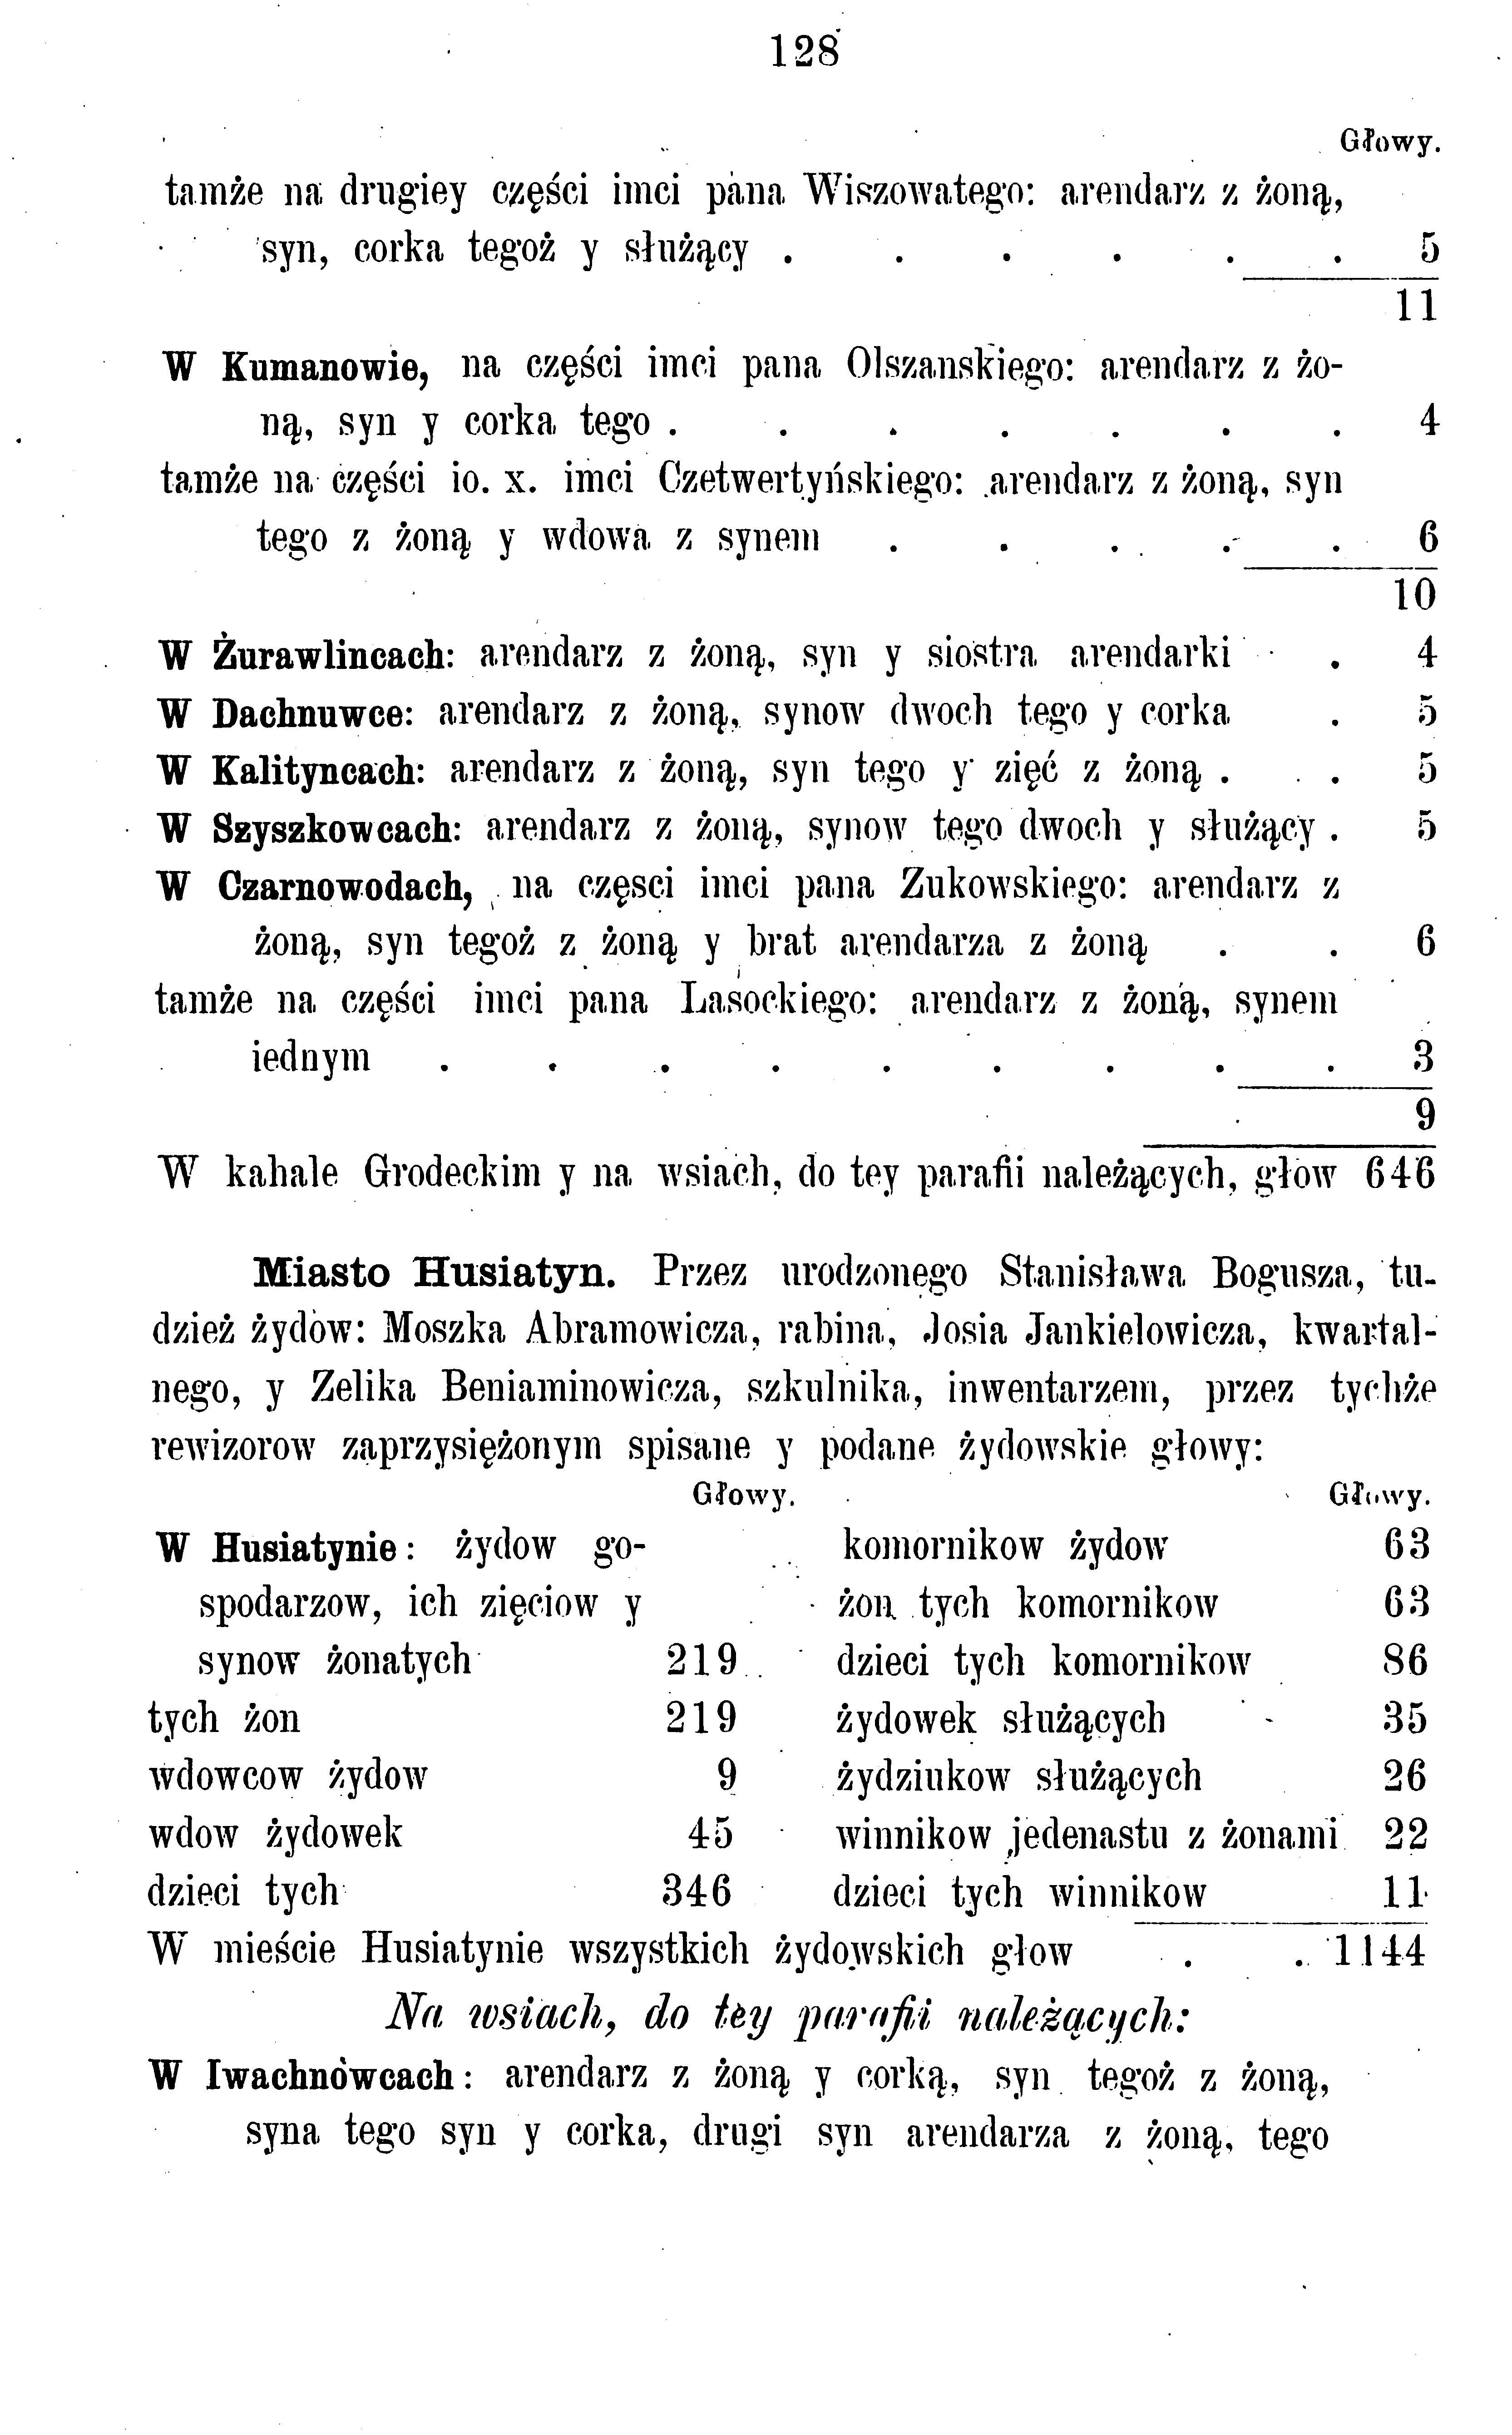 128
Głowy.
tamże na drugiey części imci pana Wiszowatego: arendarz z żoną,
syn, corka tegoż y służący . . . . . . 5
11
W Kumanowie, na części imci pana Olszanskiego: arendarz z żo-
ną, syn y corka tego . . . . . . . 4
tamże na części io. x. imci Czetwertyńskiego: arendarz z żoną, syn
tego z żoną y wdowa z synem . . . . . 6
10
W Żurawlincach: arendarz z żoną, syn y siostra arendarki . 4
W Dachnuwce: arendarz z żoną, synow dwoch tego y corka . 5
W Kalityncach: arendarz z żoną, syn tego y zięć z żoną . . . 5
W Szyszkowcach: arendarz z żoną, synow tego dwoch y służący . 5
W Czarnowodach, na częsci imci pana Zukowskiego: arendarz z
żoną, syn tegoż z żoną y brat arendarza z żoną . . 6
tamże na części imci pana Lasockiego: arendarz z żoną, synem
iednym . . . . . . . . . 3
9
W kahale Grodeckim y na wsiach, do tey parafii należących, głow 646
Miasto Husiatyn. Przez urodzonego Stanisława Bogusza, tu-
dzież żydow: Moszka Abramowicza, rabina, Josia Jankielowicza, kwartal-
nego, y Zelika Beniaminowicza, szkulnika, inwentarzem, przez tychże
rewizorow zaprzysiężonym spisane y podane żydowskie głowy:
Głowy. Głowy.
W Husiatynie: żydow go- komornikow żydow 63
spodarzow, ich zięciow y żon tych komornikow 63
synow żonatych 219 dzieci tych komornikow 86
tych żon 219 żydowek służących 35
wdowcow żydow 9 żydziukow służących 26
wdow żydowek 45 winnikow jedenastu z żonami 22
dzieci tych 346 dzieci tych winnikow 11
W mieście Husiatynie wszystkich żydowskich głow . . 1144
Na wsiach, do tey parafii należących:
W Iwachnowcach: arendarz z żoną y corką, syn tegoż z żoną,
syna tego syn y corka, drugi syn arendarza z żoną, tego